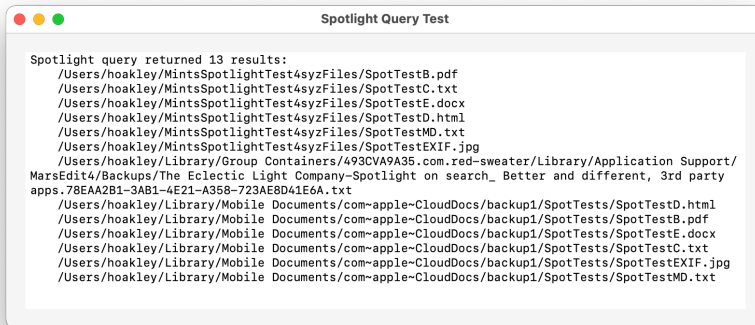 Spotlight Query Test
Spotlight query returned 13 results:
/Users/hoakley/MintsSpotlightTest4syzFiles/SpotTestB.pdf
/Users/hoakley/MintsSpotlightTest4syzFiles/SpotTestC.txt
/Users/hoakley/MintsSpotlightTest4syzFiles/SpotTestE.docx
/Users/hoakley/MintsSpotlightTest4syzFiles/SpotTestD.html
/Users/hoakley/MintsSpotlightTest4syzFiles/SpotTestMD.txt
/Users/hoakley/MintsSpotlightTest4syzFiles/SpotTestEXIF.jpg
/Users/hoakley/Library/Group Containers/493CVA9A35.com.red-sweater/Library/Application Support/
MarsEdit4/Backups/The Eclectic Light Company-Spotlight on search_ Better and different, 3rd party
apps.78EAA2B1-3AB1-4E21-A358-723AE8D41E6A.txt
/Users/hoakley/Library/Mobile Documents/com~apple~CloudDocs/backup1/SpotTests/SpotTestD.html
/Users/hoakley/Library/Mobile Documents/com~apple~CloudDocs/backup1/SpotTests/SpotTestB.pdf
/Users/hoakley/Library/Mobile Documents/com~apple~CloudDocs/backup1/SpotTests/SpotTestE.docx
/Users/hoakley/Library/Mobile Documents/com~apple~CloudDocs/backup1/SpotTests/SpotTestC.txt
/Users/hoakley/Library/Mobile Documents/com~apple~CloudDocs/backup1/SpotTests/SpotTestEXIF.jpg
/Users/hoakley/Library/Mobile Documents/com~apple~CloudDocs/backup1/SpotTests/SpotTestMD.txt